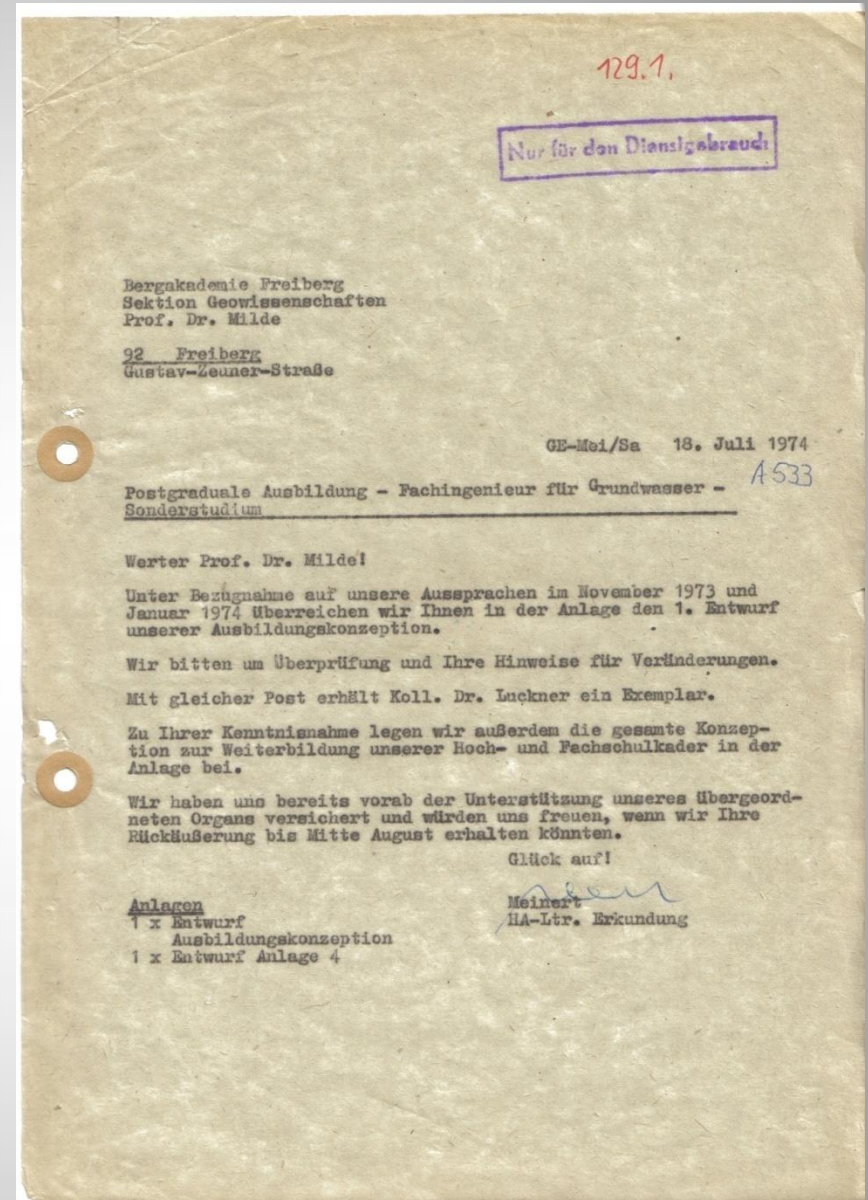 129.1.
Nur für den Dienstgebrauch
Bergakademie Freiberg
Sektion Geowissenschaften
Prof. Dr. Milde
92 Freiberg
Gustav-Zeuner-Straße
GE-Mei/Sa 18. Juli 1974
A 533
Postgraduale Ausbildung - Fachingenieur für Grundwasser -
Sonderstudium
Werter Prof. Dr. Milde!
Unter Bezugnahme auf unsere Aussprachen im November 1973 und
Januar 1974 überreichen wir Ihnen in der Anlage den 1. Entwurf
unserer Ausbildungskonzeption.
Wir bitten um Überprüfung und Ihre Hinweise für Veränderungen.
Mit gleicher Post erhält Koll. Dr. Luckner ein Exemplar.
Zu Ihrer Kenntnisnahme legen wir außerdem die gesamte Konzep-
tion zur Weiterbildung unserer Hoch- und Fachschulkader in der
Anlage bei.
Wir haben uns bereits vorab der Unterstützung unseres übergeord-
neten Organs versichert und würden uns freuen, wenn wir Ihre
Rückäußerung bis Mitte August erhalten könnten.
Glück auf!
Meinert
HA-Ltr. Erkundung
Anlagen
1 x Entwurf
Ausbildungskonzeption
1 x Entwurf Anlage 4